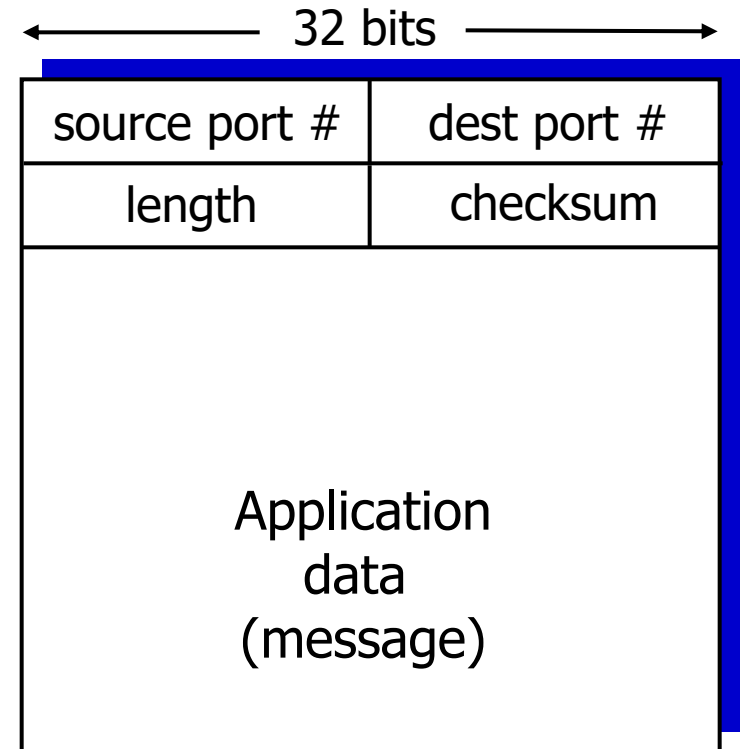 32 bits
source port # dest port #
length checksum
Application
data
(message)